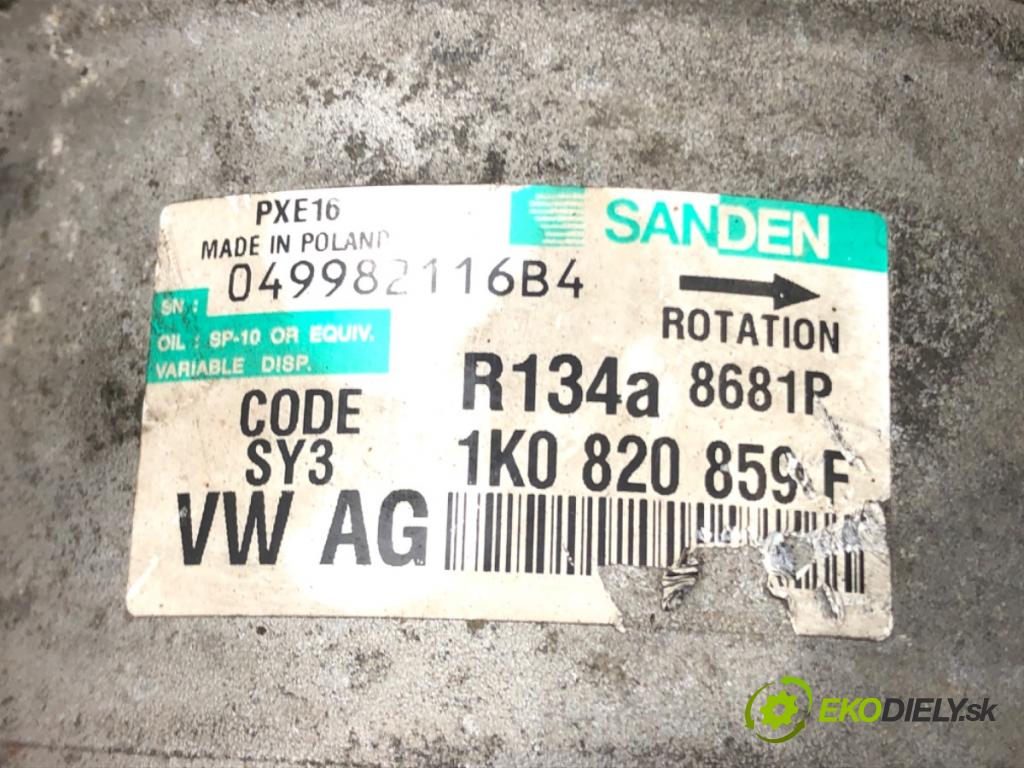 PXE16
MADE IN POLAND
SANDEN
SN :
049982116B4
ROTATION
OIL : SP-10 OR EQUIV.
VARIABLE DISP.
R134a 8681P
CODE
SY3
1K0 820 859 F
VW AG
EKODIELY.sk